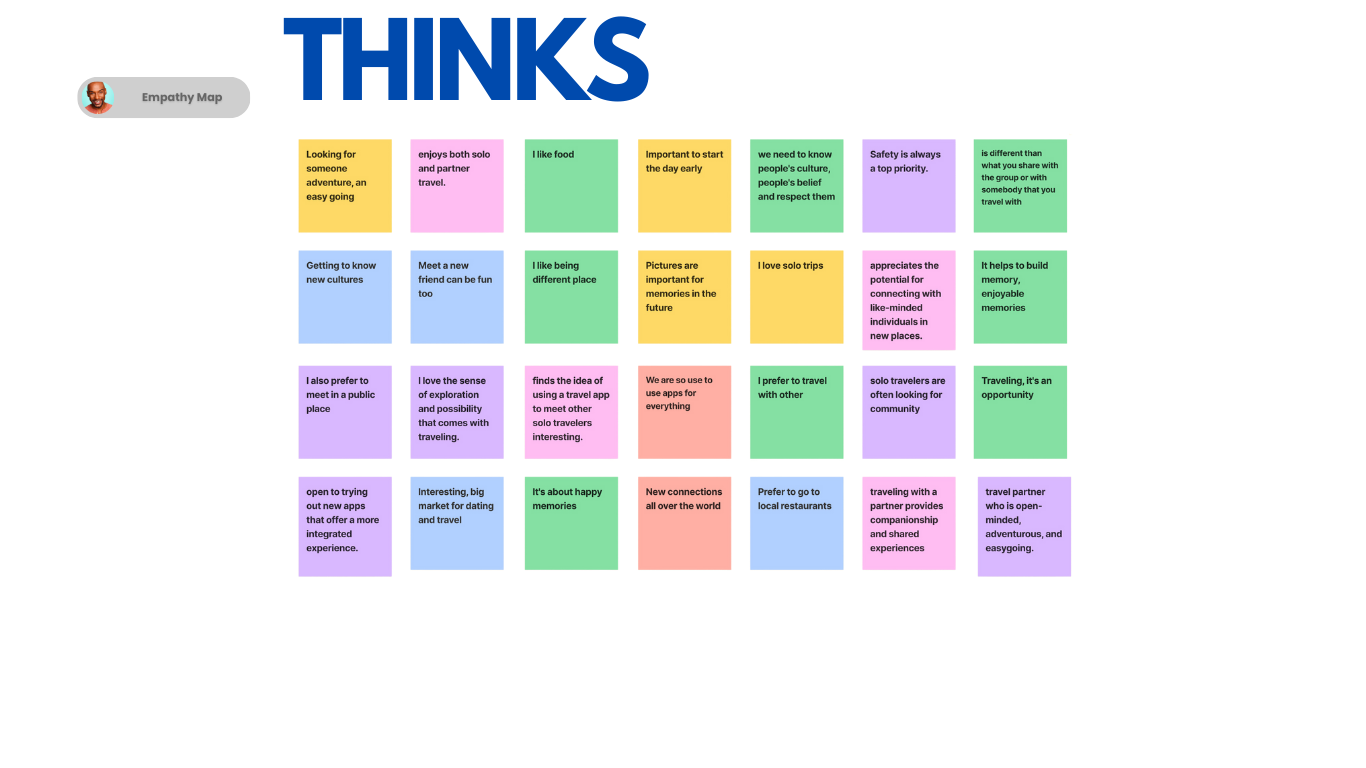 THINKS
Empathy Map
Looking for
someone
adventure, an
easy going
enjoys both solo
and partner
travel.
I like food
Important to start
the day early
we need to know
people's culture,
people's belief
and respect them
Safety is always
a top priority.
is different than
what you share with
the group or with
somebody that you
travel with
Getting to know
new cultures
Meet a new
friend can be fun
too
I like being
different place
Pictures are
important for
memories in the
future
I love solo trips
appreciates the
potential for
connecting with
like-minded
individuals in
new places.
It helps to build
memory,
enjoyable
memories
I also prefer to
meet in a public
place
I love the sense
of exploration
and possibility
that comes with
traveling.
finds the idea of
using a travel app
to meet other
solo travelers
interesting.
We are so use to
use apps for
everything
I prefer to travel
with other
solo travelers are
often looking for
community
Traveling, it's an
opportunity
open to trying
out new apps
that offer a more
integrated
experience.
Interesting, big
market for dating
and travel
It's about happy
memories
New connections
all over the world
Prefer to go to
local restaurants
traveling with a
partner provides
companionship
and shared
experiences
travel partner
who is open-
minded,
adventurous, and
easygoing.